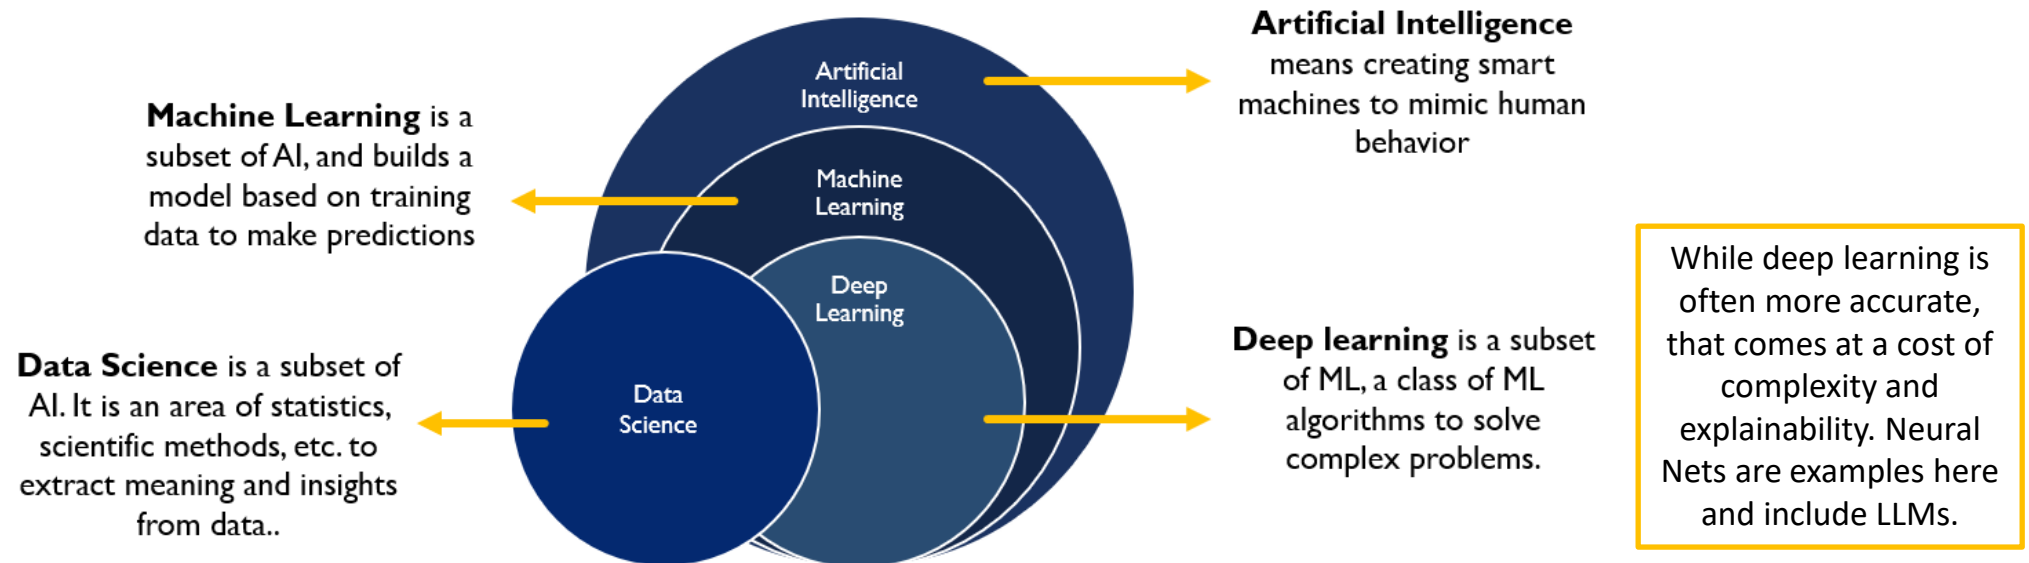 Artificial Intelligence
means creating smart
machines to mimic human
behavior
Machine Learning is a
subset of AI, and builds a
model based on training
data to make predictions
Artificial
Intelligence
Machine
Learning
Deep
Learning
Data
Science
Data Science is a subset of
AI. It is an area of statistics,
scientific methods, etc. to
extract meaning and insights
from data..
Deep learning is a subset
of ML, a class of ML
algorithms to solve
complex problems.
While deep learning is
often more accurate,
that comes at a cost of
complexity and
explainability. Neural
Nets are examples here
and include LLMs.